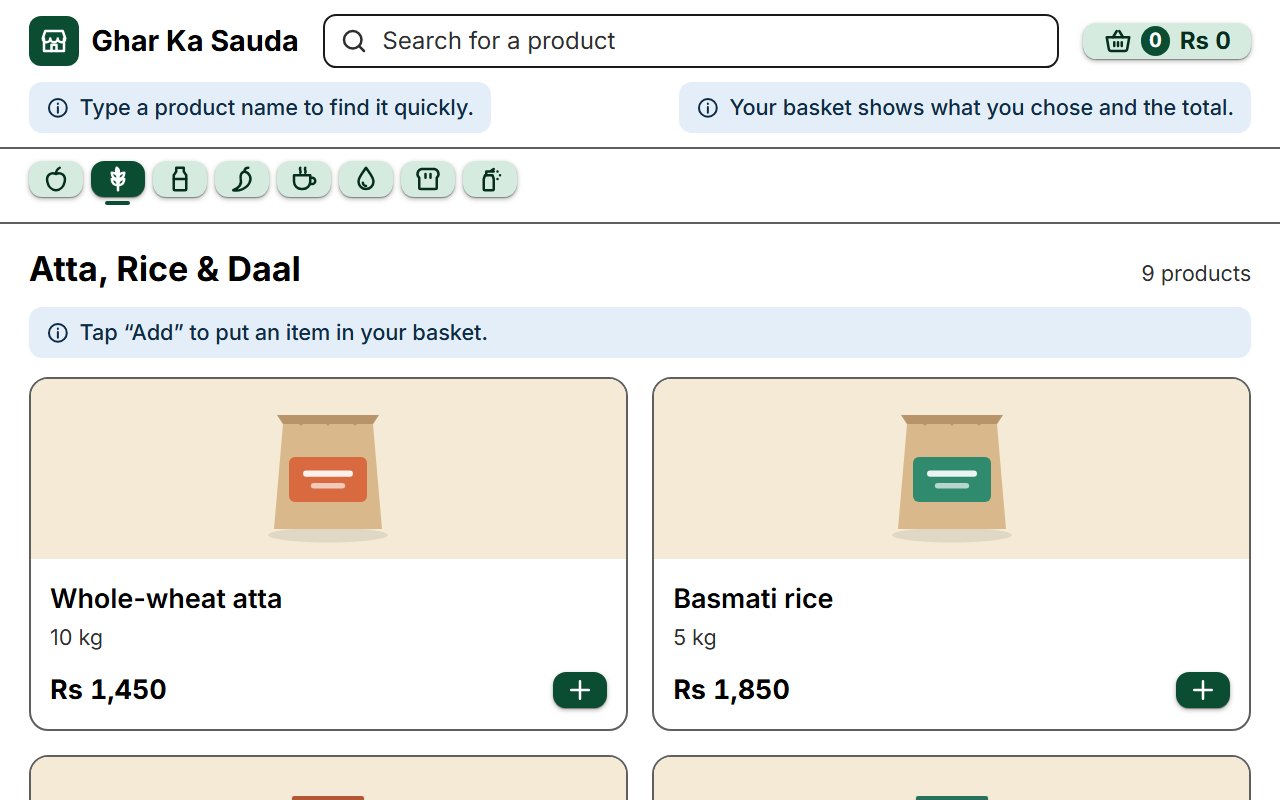 Ghar Ka Sauda
Search for a product
0 Rs 0
Type a product name to find it quickly.
Your basket shows what you chose and the total.
Atta, Rice & Daal
9 products
Tap “Add” to put an item in your basket.
Whole-wheat atta
10 kg
Rs 1,450
Basmati rice
5 kg
Rs 1,850